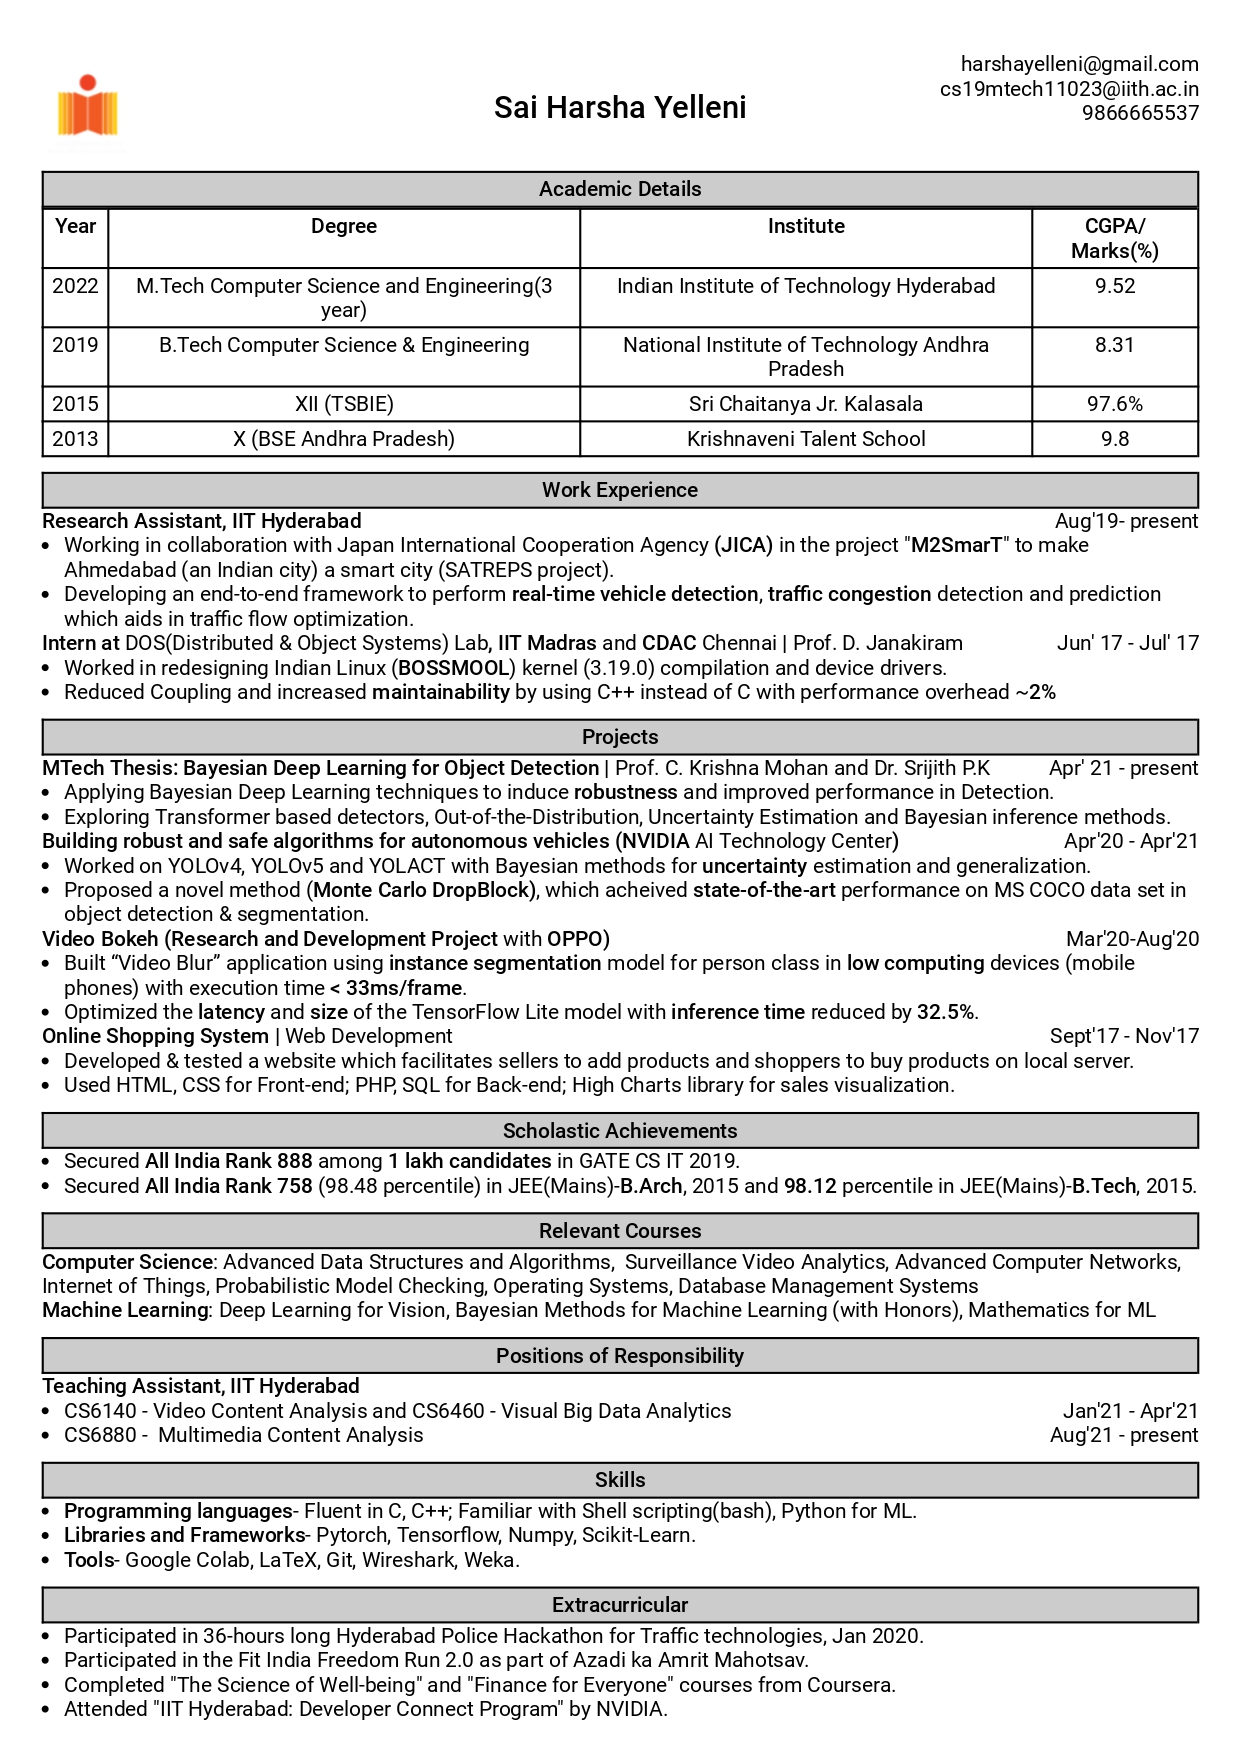 harshayelleni@gmail.com
cs19mtech11023@iith.ac.in
9866665537
Sai Harsha Yelleni
Academic Details
Year Degree Institute CGPA/
Marks(%)
2022 M.Tech Computer Science and Engineering(3 Indian Institute of Technology Hyderabad 9.52
year)
2019 B.Tech Computer Science & Engineering National Institute of Technology Andhra 8.31
Pradesh
2015 XII (TSBIE) Sri Chaitanya Jr. Kalasala 97.6%
2013 X (BSE Andhra Pradesh) Krishnaveni Talent School 9.8
Work Experience
Research Assistant, IIT Hyderabad Aug'19- present
• Working in collaboration with Japan International Cooperation Agency (JICA) in the project "M2SmarT" to make
Ahmedabad (an Indian city) a smart city (SATREPS project).
• Developing an end-to-end framework to perform real-time vehicle detection, traffic congestion detection and prediction
which aids in traffic flow optimization.
Intern at DOS(Distributed & Object Systems) Lab, IIT Madras and CDAC Chennai | Prof. D. Janakiram Jun' 17 - Jul' 17
• Worked in redesigning Indian Linux (BOSSMOOL) kernel (3.19.0) compilation and device drivers.
• Reduced Coupling and increased maintainability by using C++ instead of C with performance overhead ~2%
Projects
MTech Thesis: Bayesian Deep Learning for Object Detection | Prof. C. Krishna Mohan and Dr. Srijith P.K Apr' 21 - present
• Applying Bayesian Deep Learning techniques to induce robustness and improved performance in Detection.
• Exploring Transformer based detectors, Out-of-the-Distribution, Uncertainty Estimation and Bayesian inference methods.
Building robust and safe algorithms for autonomous vehicles (NVIDIA AI Technology Center) Apr'20 - Apr'21
• Worked on YOLOv4, YOLOv5 and YOLACT with Bayesian methods for uncertainty estimation and generalization.
• Proposed a novel method (Monte Carlo DropBlock), which acheived state-of-the-art performance on MS COCO data set in
object detection & segmentation.
Video Bokeh (Research and Development Project with OPPO) Mar'20-Aug'20
• Built “Video Blur” application using instance segmentation model for person class in low computing devices (mobile
phones) with execution time < 33ms/frame.
• Optimized the latency and size of the TensorFlow Lite model with inference time reduced by 32.5%.
Online Shopping System | Web Development Sept'17 - Nov'17
• Developed & tested a website which facilitates sellers to add products and shoppers to buy products on local server.
• Used HTML, CSS for Front-end; PHP, SQL for Back-end; High Charts library for sales visualization.
Scholastic Achievements
• Secured All India Rank 888 among 1 lakh candidates in GATE CS IT 2019.
• Secured All India Rank 758 (98.48 percentile) in JEE(Mains)-B.Arch, 2015 and 98.12 percentile in JEE(Mains)-B.Tech, 2015.
Relevant Courses
Computer Science: Advanced Data Structures and Algorithms, Surveillance Video Analytics, Advanced Computer Networks,
Internet of Things, Probabilistic Model Checking, Operating Systems, Database Management Systems
Machine Learning: Deep Learning for Vision, Bayesian Methods for Machine Learning (with Honors), Mathematics for ML
Positions of Responsibility
Teaching Assistant, IIT Hyderabad
• CS6140 - Video Content Analysis and CS6460 - Visual Big Data Analytics Jan'21 - Apr'21
• CS6880 - Multimedia Content Analysis Aug'21 - present
Skills
• Programming languages- Fluent in C, C++; Familiar with Shell scripting(bash), Python for ML.
• Libraries and Frameworks- Pytorch, Tensorflow, Numpy, Scikit-Learn.
• Tools- Google Colab, LaTeX, Git, Wireshark, Weka.
Extracurricular
• Participated in 36-hours long Hyderabad Police Hackathon for Traffic technologies, Jan 2020.
• Participated in the Fit India Freedom Run 2.0 as part of Azadi ka Amrit Mahotsav.
• Completed "The Science of Well-being" and "Finance for Everyone" courses from Coursera.
• Attended "IIT Hyderabad: Developer Connect Program" by NVIDIA.